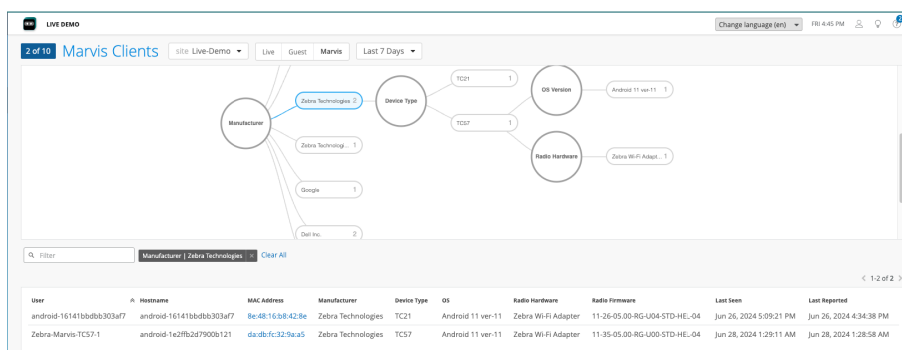 LIVE DEMO
Change language (en)
FRI 4:45 PM
2 of 10
Marvis Clients
site Live-Demo
Live
Guest
Marvis
Last 7 Days
TC21 1
OS Version
Android 11 ver-11 1
Zebra Technologies 2
Device Type
Manufacturer
TC57 1
Zebra Technologi... 1
Radio Hardware
Zebra Wi-Fi Adapt... 1
Google 1
Dell Inc. 2
Filter
Manufacturer | Zebra Technologies ×
Clear All
< 1-2 of 2 >
User Hostname MAC Address Manufacturer Device Type OS Radio Hardware Radio Firmware Last Seen Last Reported
android-16141bbdbb303af7 android-16141bbdbb303af7 8e:48:16:b8:42:8e Zebra Technologies TC21 Android 11 ver-11 Zebra Wi-Fi Adapter 11-26-05.00-RG-U04-STD-HEL-04 Jun 26, 2024 5:09:21 PM Jun 26, 2024 4:34:38 PM
Zebra-Marvis-TC57-1 android-1e2ffb2d7900b121 da:db:fc:32:9a:a5 Zebra Technologies TC57 Android 11 ver-11 Zebra Wi-Fi Adapter 11-35-05.00-RG-U00-STD-HEL-04 Jun 28, 2024 1:29:11 AM Jun 28, 2024 1:28:58 AM